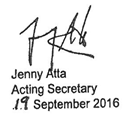 Jenny Atta
Acting Secretary
19 September 2016